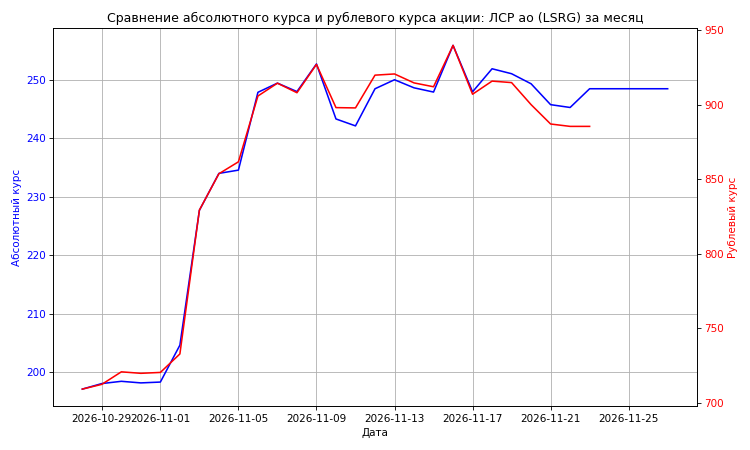 Сравнение абсолютного курса и рублевого курса акции: ЛСР ао (LSRG) за месяц
Абсолютный курс
250
240
230
220
210
200
950
900
850
800
750
700
Рублевый курс
2026-10-29 2026-11-01 2026-11-05 2026-11-09 2026-11-13 2026-11-17 2026-11-21 2026-11-25
Дата